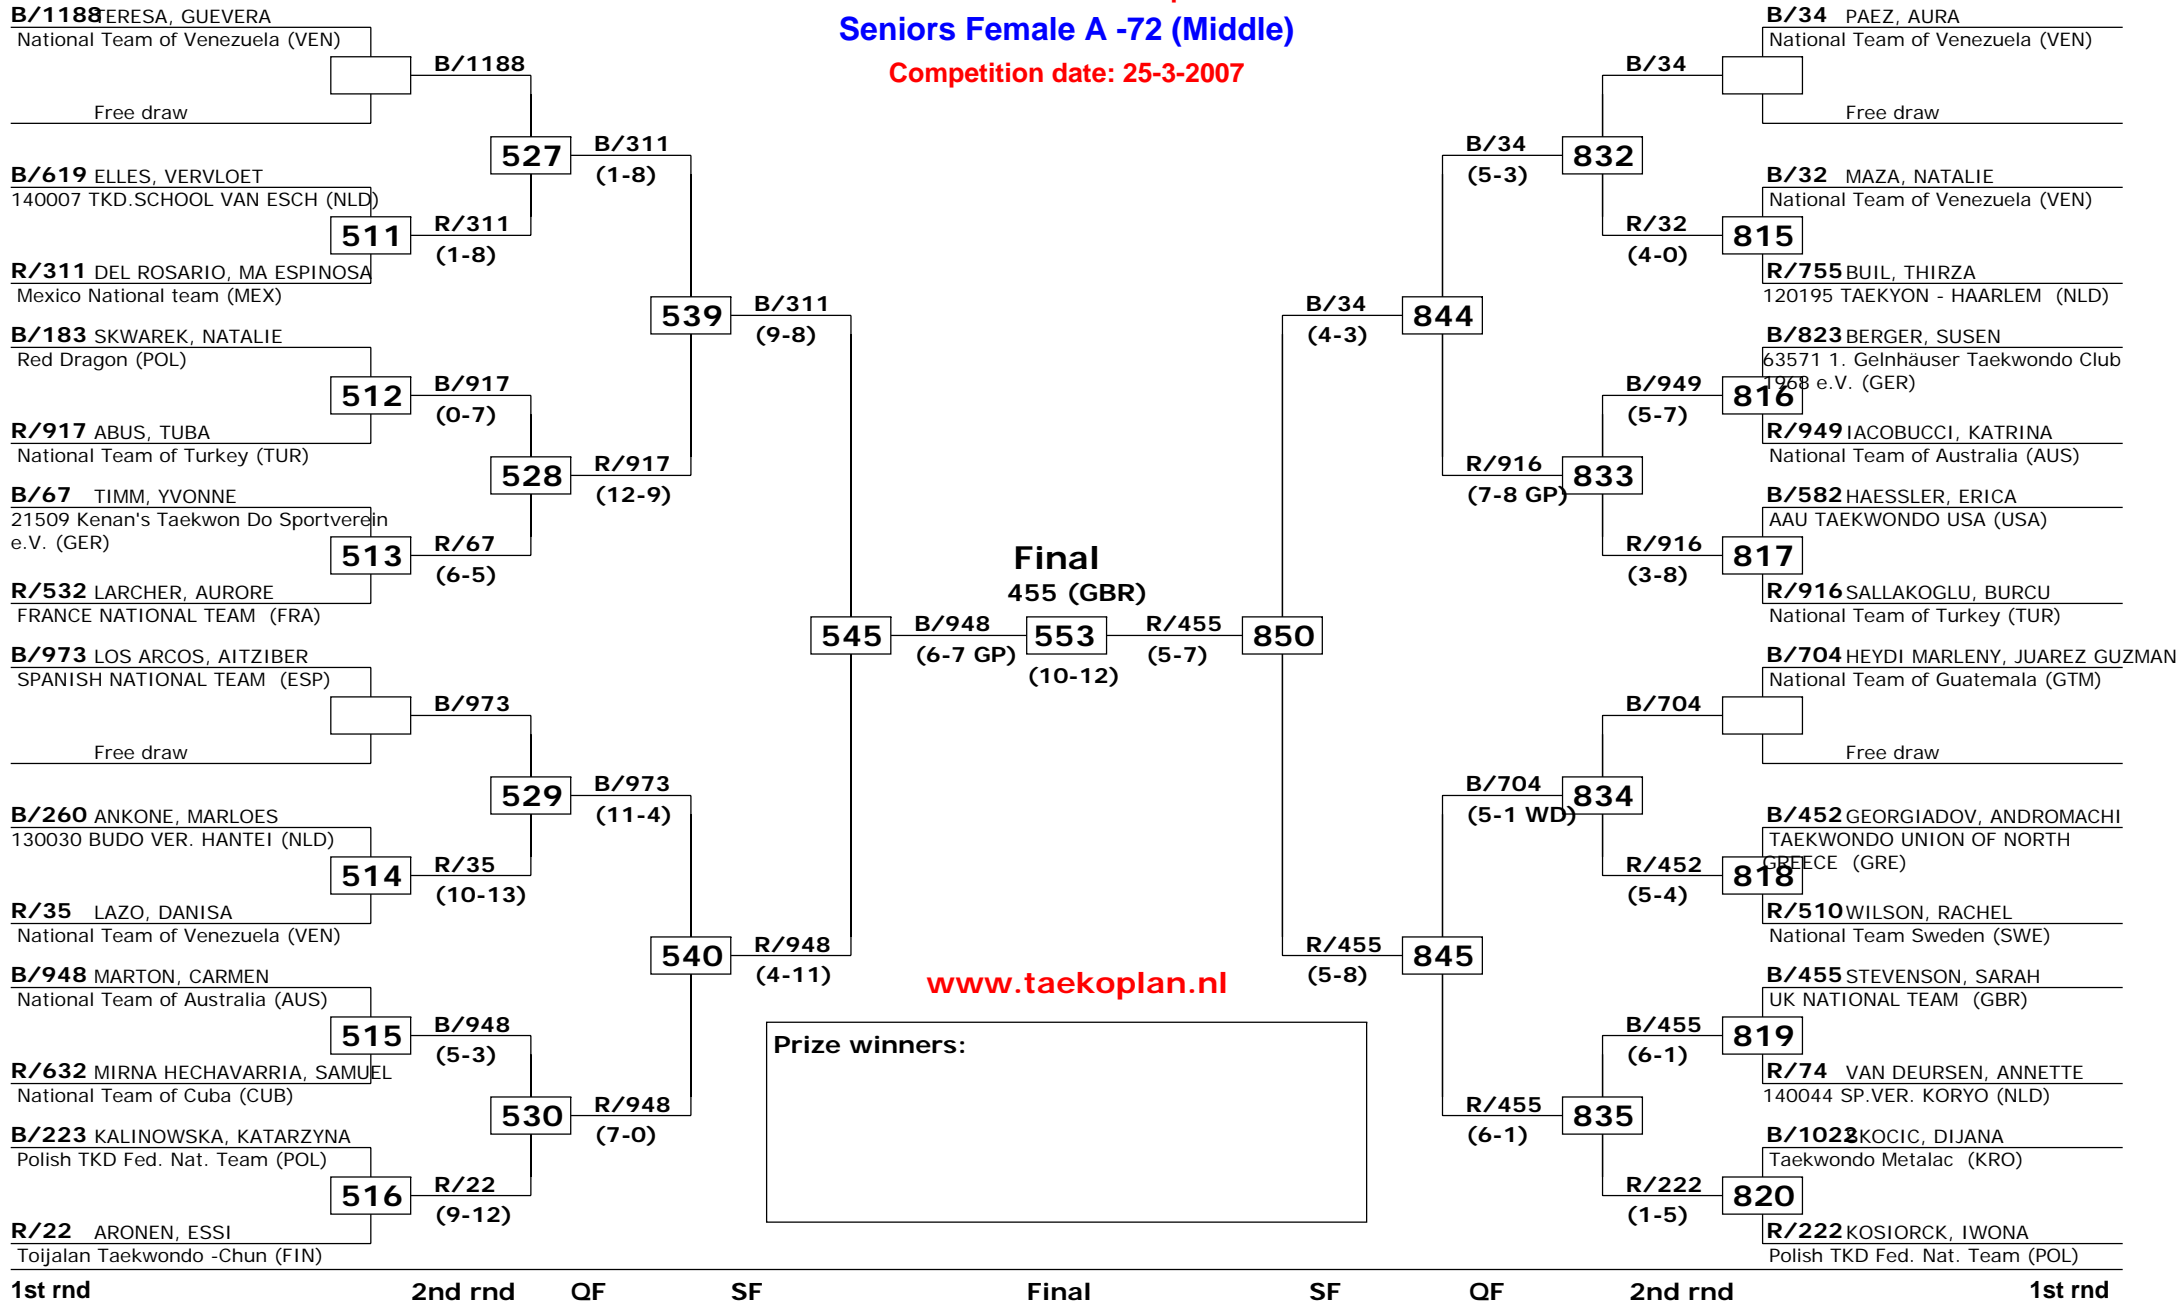 Seniors Female A -72 (Middle)
Competition date: 25-3-2007
B/1188 TERESA, GUEVERA
National Team of Venezuela (VEN)
B/1188
Free draw
527
B/311
(1-8)
B/619 ELLES, VERVLOET
140007 TKD.SCHOOL VAN ESCH (NLD)
511
R/311
(1-8)
R/311 DEL ROSARIO, MA ESPINOSA
Mexico National team (MEX)
539
B/311
(9-8)
B/183 SKWAREK, NATALIE
Red Dragon (POL)
512
B/917
(0-7)
R/917 ABUS, TUBA
National Team of Turkey (TUR)
528
R/917
(12-9)
B/67 TIMM, YVONNE
21509 Kenan's Taekwon Do Sportverein
e.V. (GER)
513
R/67
(6-5)
R/532 LARCHER, AURORE
FRANCE NATIONAL TEAM (FRA)
545
B/948
(6-7 GP)
B/973 LOS ARCOS, AITZIBER
SPANISH NATIONAL TEAM (ESP)
B/973
Free draw
529
B/973
(11-4)
B/260 ANKONE, MARLOES
130030 BUDO VER. HANTEI (NLD)
514
R/35
(10-13)
R/35 LAZO, DANISA
National Team of Venezuela (VEN)
540
R/948
(4-11)
B/948 MARTON, CARMEN
National Team of Australia (AUS)
515
B/948
(5-3)
R/632 MIRNA HECHAVARRIA, SAMUEL
National Team of Cuba (CUB)
530
R/948
(7-0)
B/223 KALINOWSKA, KATARZYNA
Polish TKD Fed. Nat. Team (POL)
516
R/22
(9-12)
R/22 ARONEN, ESSI
Toijalan Taekwondo -Chun (FIN)
Final
455 (GBR)
553
(10-12)
www.taekoplan.nl
Prize winners:
B/34 PAEZ, AURA
National Team of Venezuela (VEN)
B/34
Free draw
B/34
(5-3)
832
B/32 MAZA, NATALIE
National Team of Venezuela (VEN)
R/32
(4-0)
815
R/755 BUIL, THIRZA
120195 TAEKYON - HAARLEM (NLD)
B/34
(4-3)
844
B/823 BERGER, SUSEN
63571 1. Gelnhäuser Taekwondo Club
1968 e.V. (GER)
B/949
(5-7)
816
R/949 IACOBUCCI, KATRINA
National Team of Australia (AUS)
R/916
(7-8 GP)
833
B/582 HAESSLER, ERICA
AAU TAEKWONDO USA (USA)
R/916
(3-8)
817
R/916 SALLAKOGLU, BURCU
National Team of Turkey (TUR)
R/455
(5-7)
850
B/704 HEYDI MARLENY, JUAREZ GUZMAN
National Team of Guatemala (GTM)
B/704
Free draw
B/704
(5-1 WD)
834
B/452 GEORGIADOV, ANDROMACHI
TAEKWONDO UNION OF NORTH
GREECE (GRE)
R/452
(5-4)
818
R/510 WILSON, RACHEL
National Team Sweden (SWE)
R/455
(5-8)
845
B/455 STEVENSON, SARAH
UK NATIONAL TEAM (GBR)
B/455
(6-1)
819
R/74 VAN DEURSEN, ANNETTE
140044 SP.VER. KORYO (NLD)
R/455
(6-1)
835
B/1022 SKOCIC, DIJANA
Taekwondo Metalac (KRO)
R/222
(1-5)
820
R/222 KOSIORCK, IWONA
Polish TKD Fed. Nat. Team (POL)
1st rnd 2nd rnd QF SF Final SF QF 2nd rnd 1st rnd